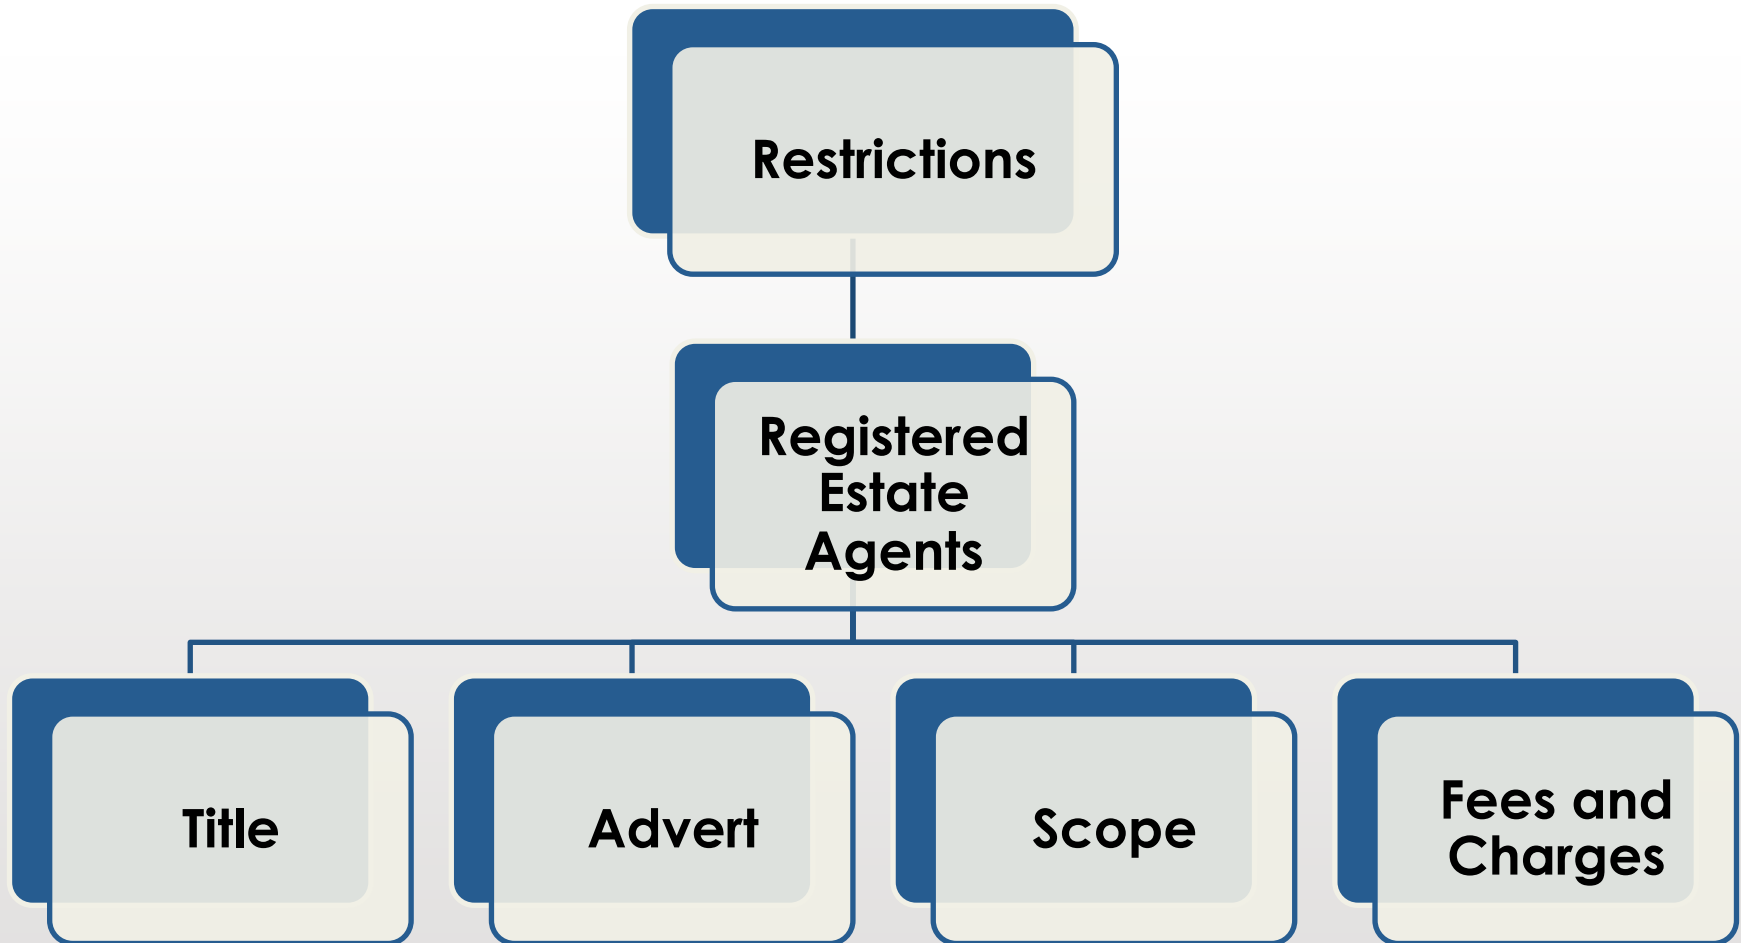 Restrictions
Registered
Estate
Agents
Title
Advert
Scope
Fees and
Charges